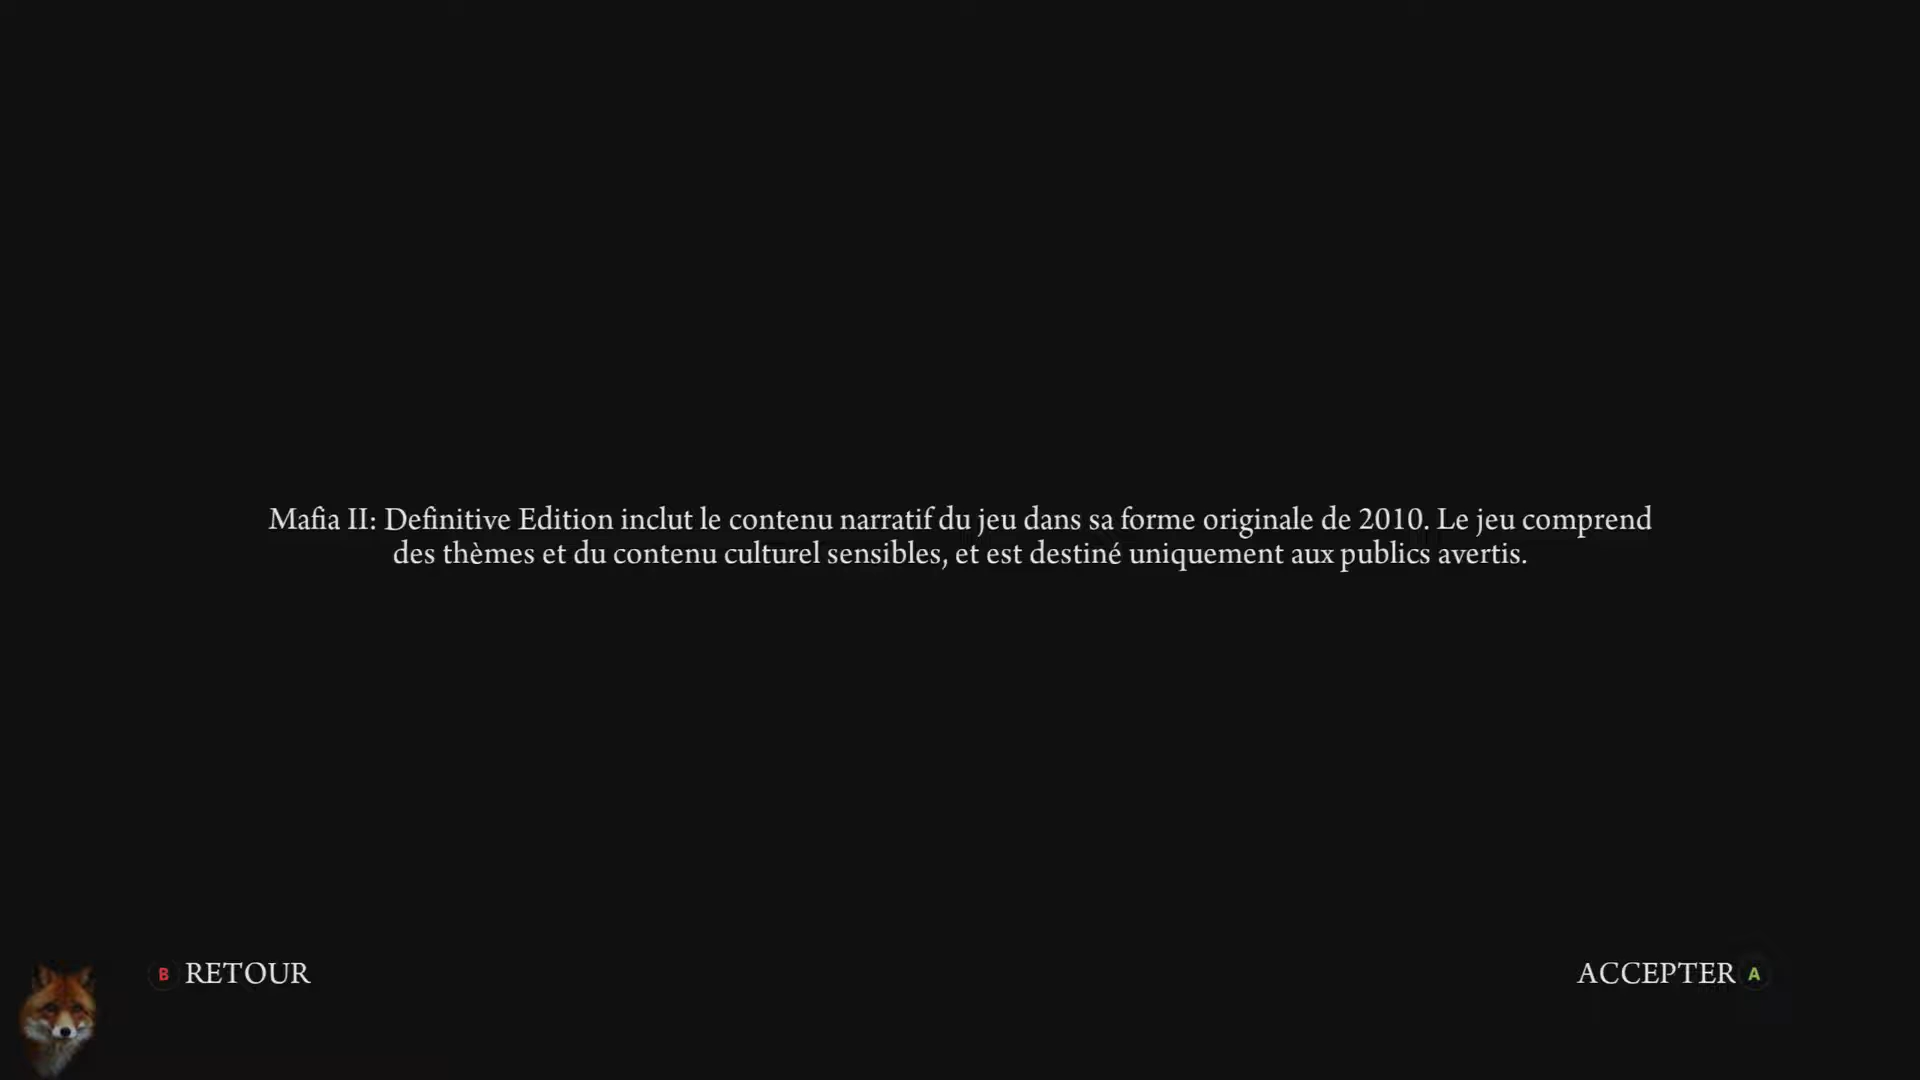 Mafia II: Definitive Edition inclut le contenu narratif du jeu dans sa forme originale de 2010. Le jeu comprend
des thèmes et du contenu culturel sensibles, et est destiné uniquement aux publics avertis.
B RETOUR
ACCEPTER A